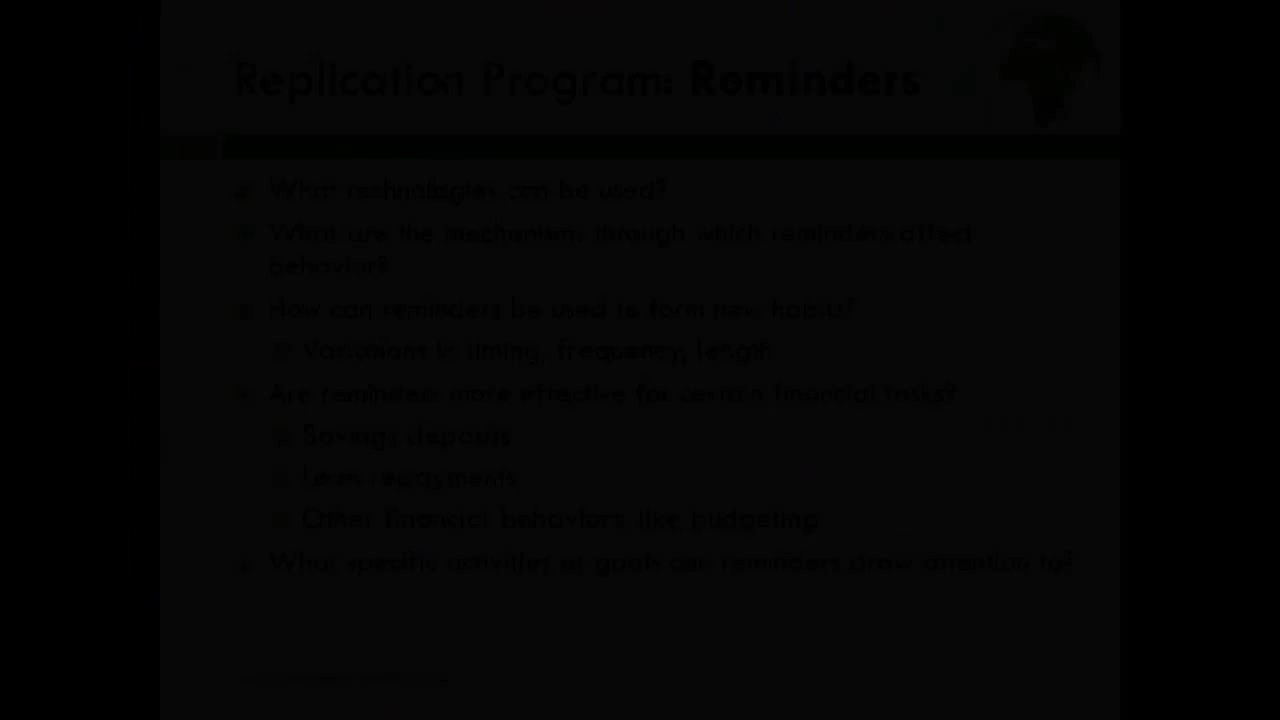 Replication Program: Reminders
What technologies can be used?
What are the mechanisms through which reminders affect
behavior?
How can reminders be used to form new habits?
Variations in timing, frequency, length
Are reminders more effective for certain financial tasks?
Savings deposits
Loan repayments
Other financial behaviors like budgeting
What specific activities or goals can reminders draw attention to?